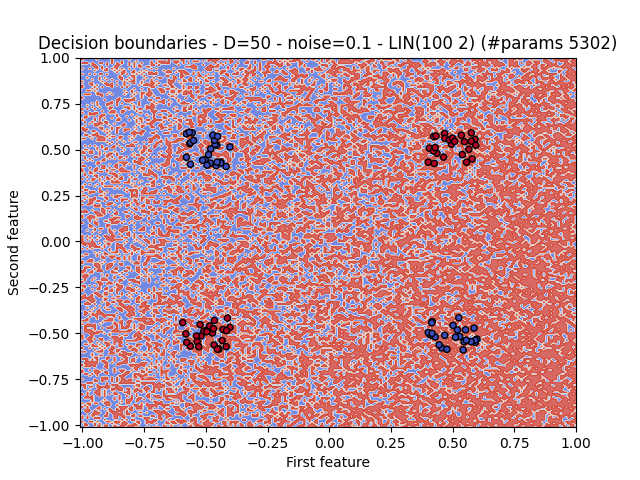 Decision boundaries - D=50 - noise=0.1 - LIN(100 2) (#params 5302)
1.00
0.75
0.50
0.25
0.00
−0.25
−0.50
−0.75
−1.00
Second feature
−1.00 −0.75 −0.50 −0.25 0.00 0.25 0.50 0.75 1.00
First feature